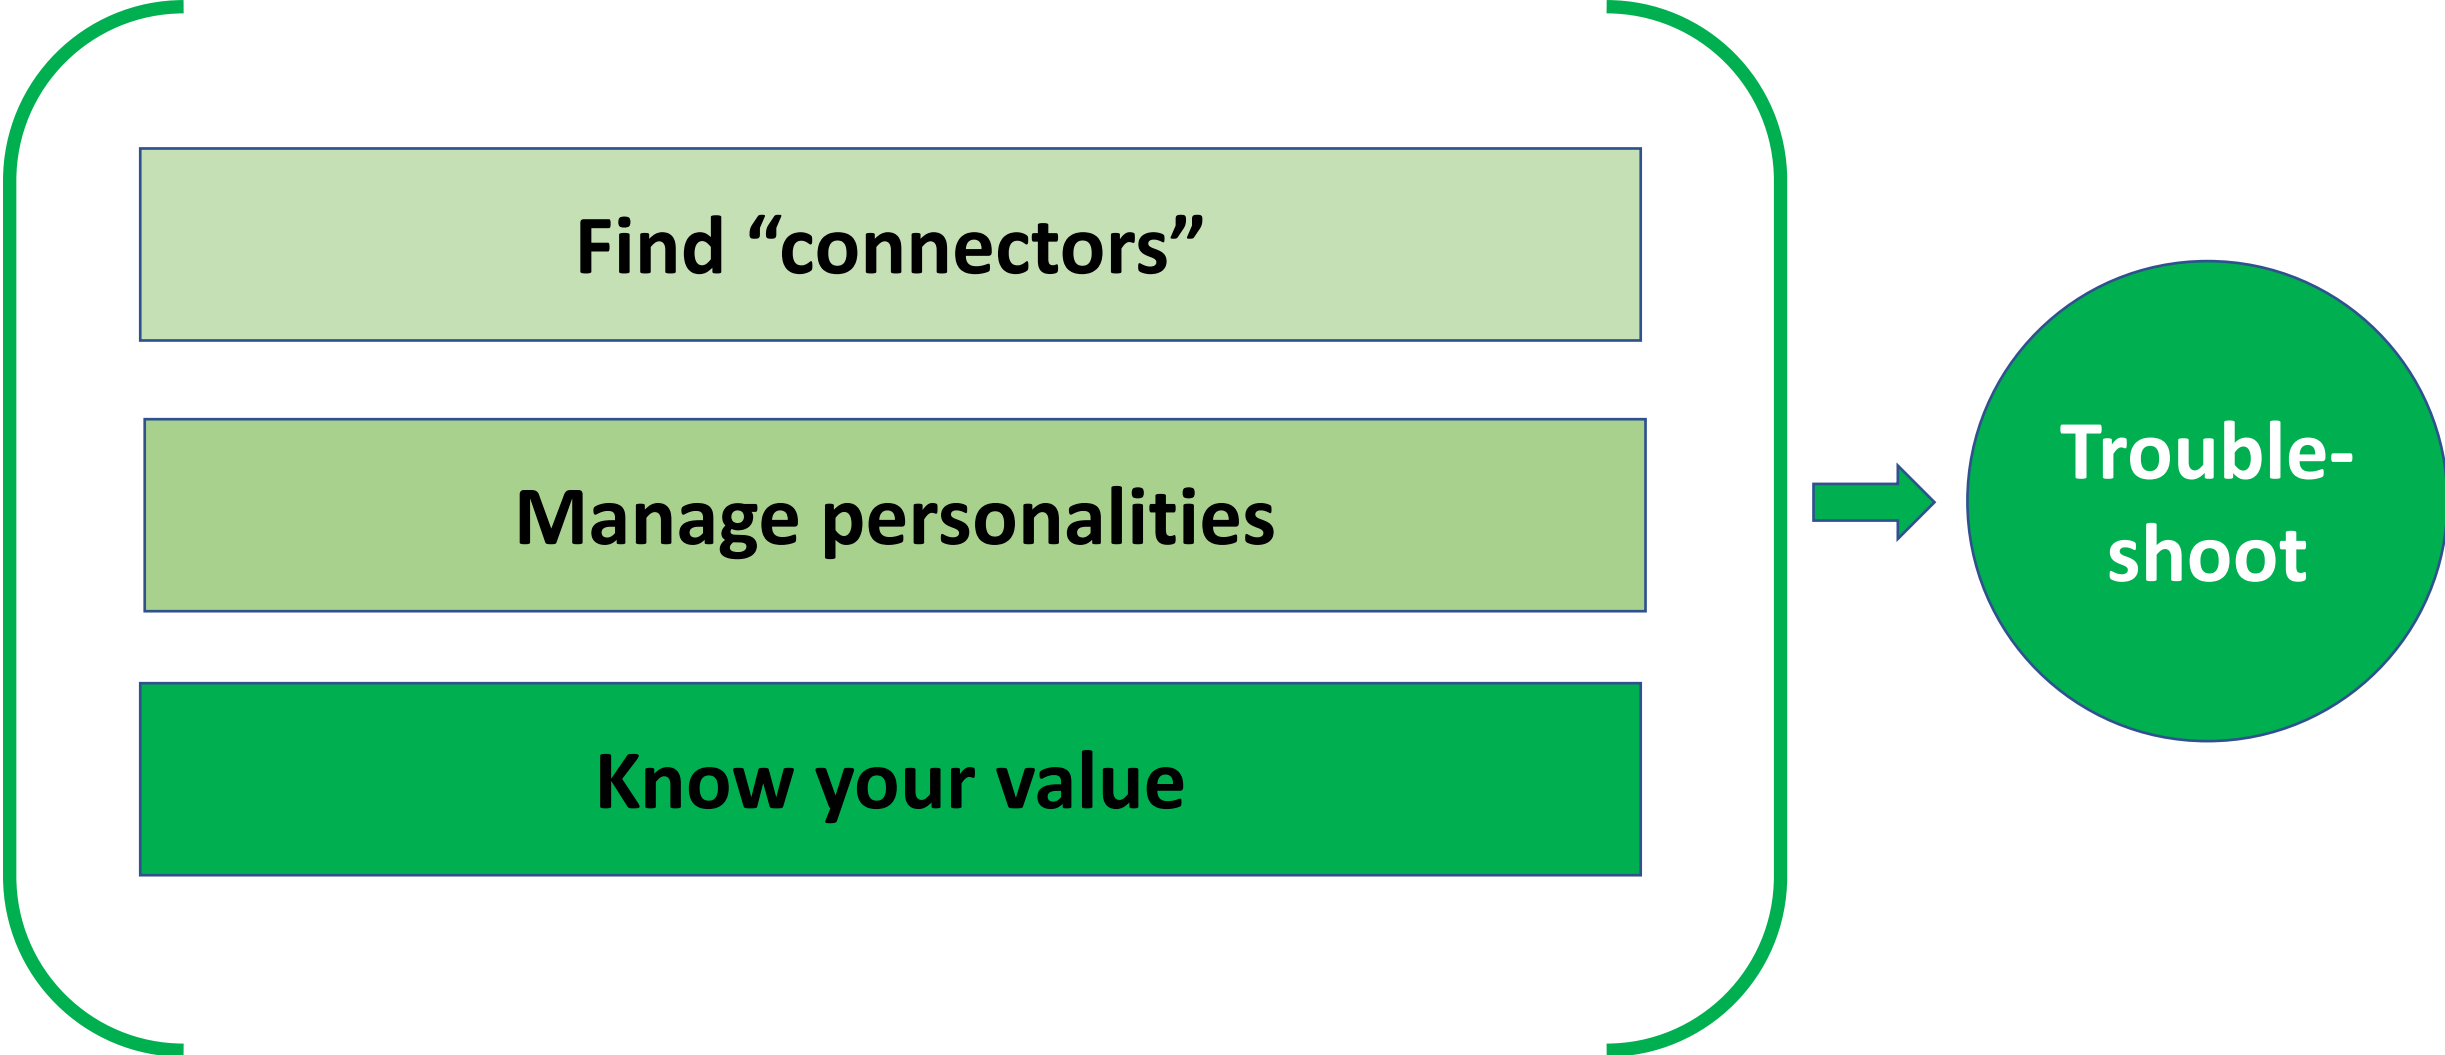 Find “connectors”
Manage personalities
Know your value
Trouble-
shoot